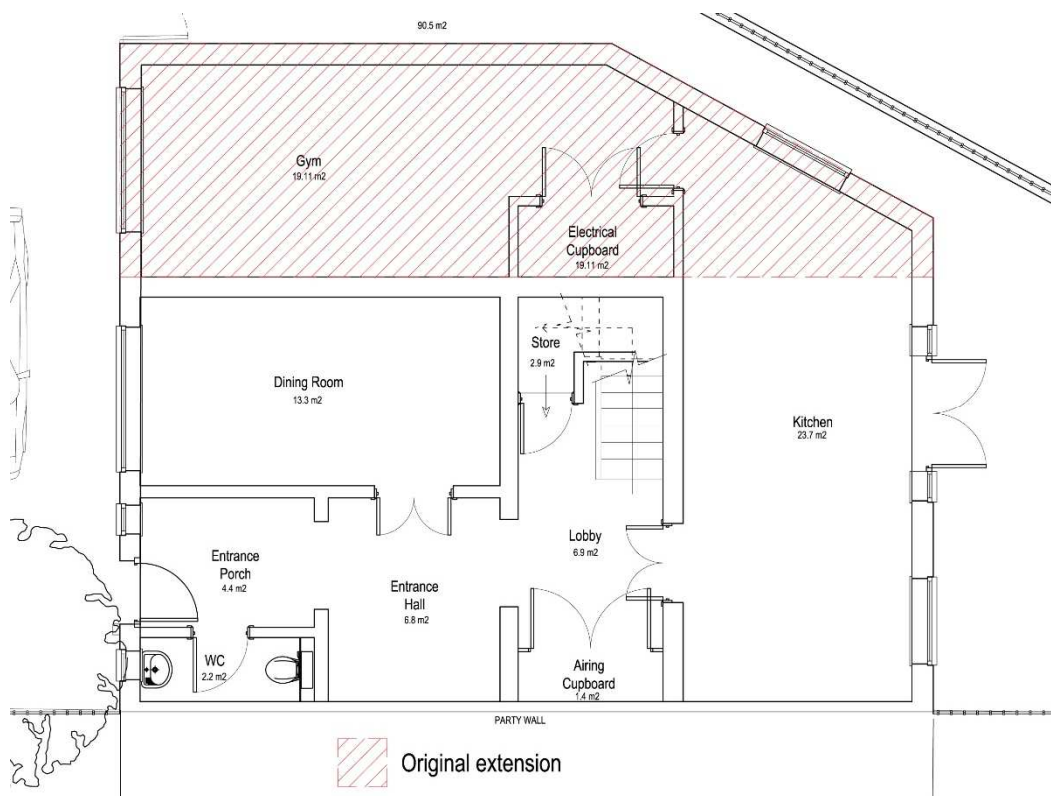 90.5 m2
Gym
19.11 m2
Electrical
Cupboard
19.11 m2
Store
2.9 m2
Dining Room
13.3 m2
Kitchen
23.7 m2
Lobby
6.9 m2
Entrance
Porch
4.4 m2
Entrance
Hall
6.8 m2
WC
2.2 m2
Airing
Cupboard
1.4 m2
PARTY WALL
Original extension